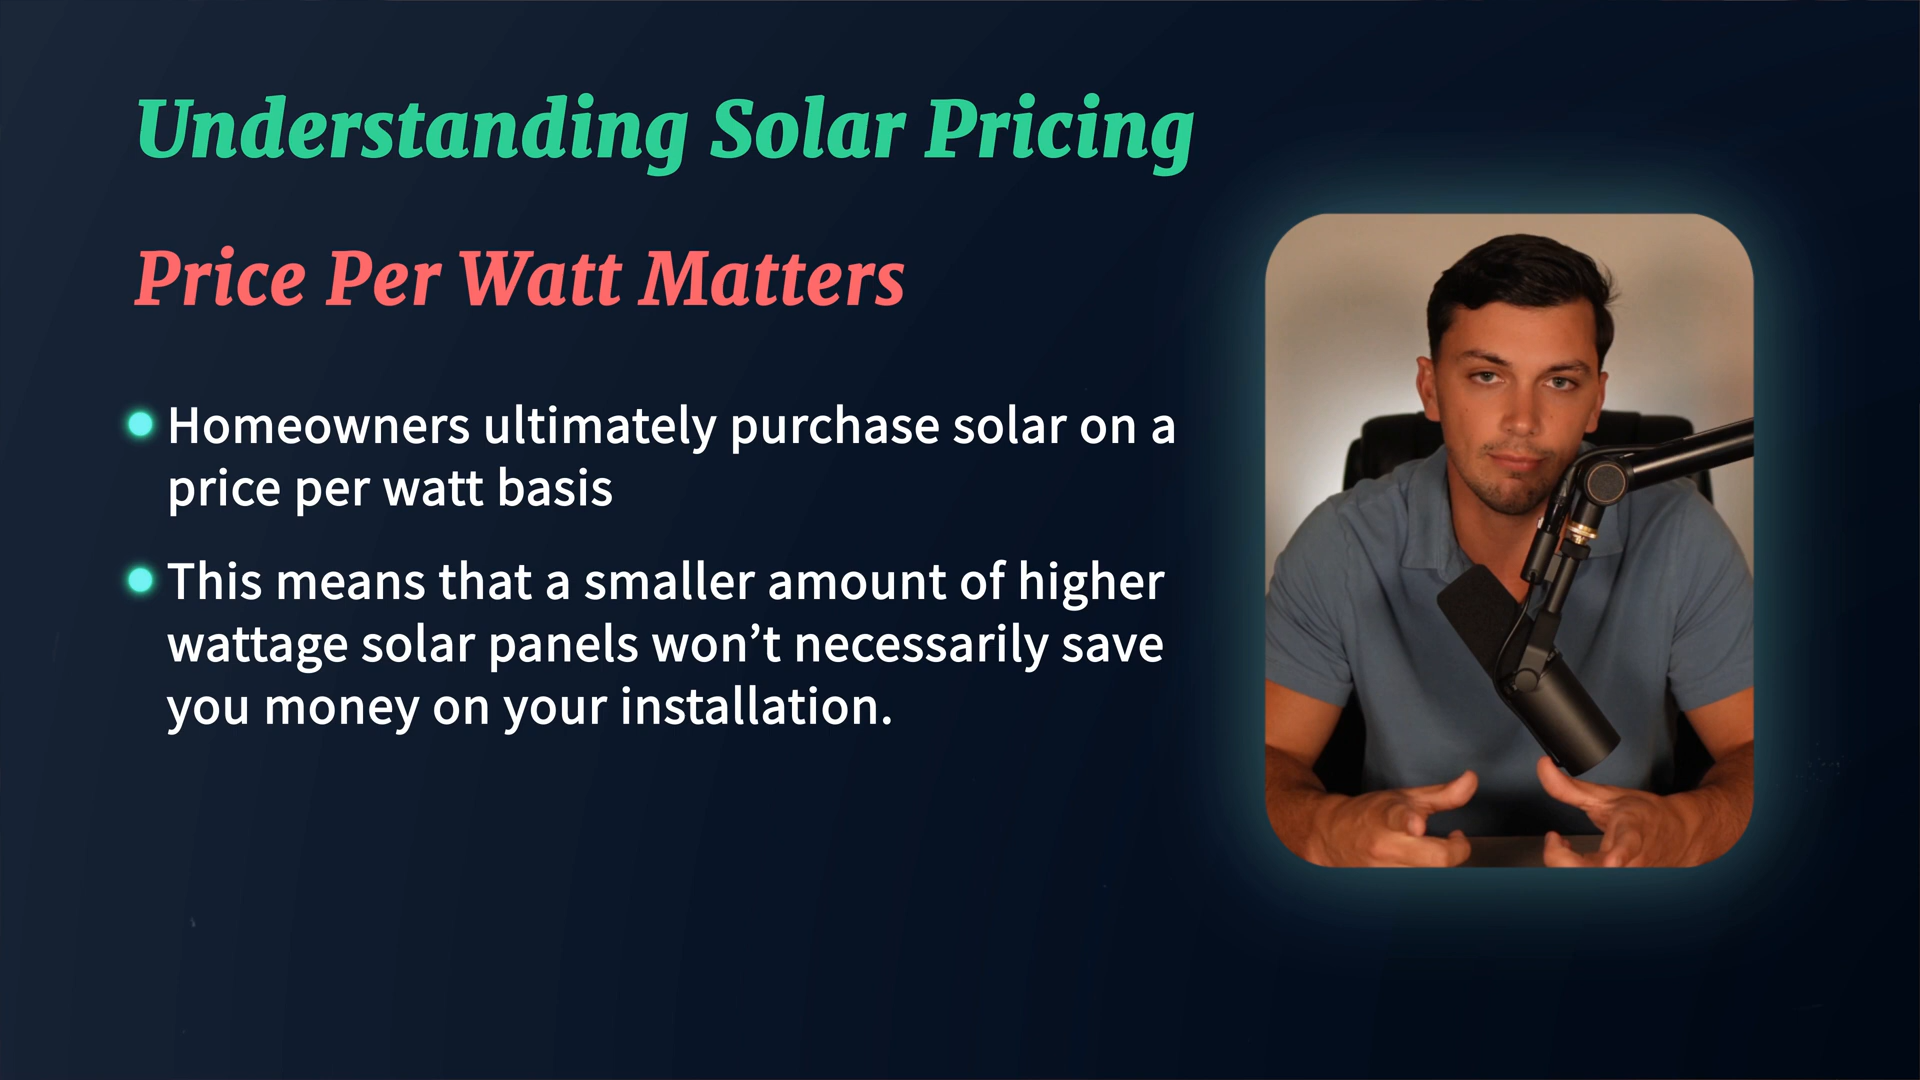 Understanding Solar Pricing
Price Per Watt Matters
Homeowners ultimately purchase solar on a
price per watt basis
This means that a smaller amount of higher
wattage solar panels won’t necessarily save
you money on your installation.